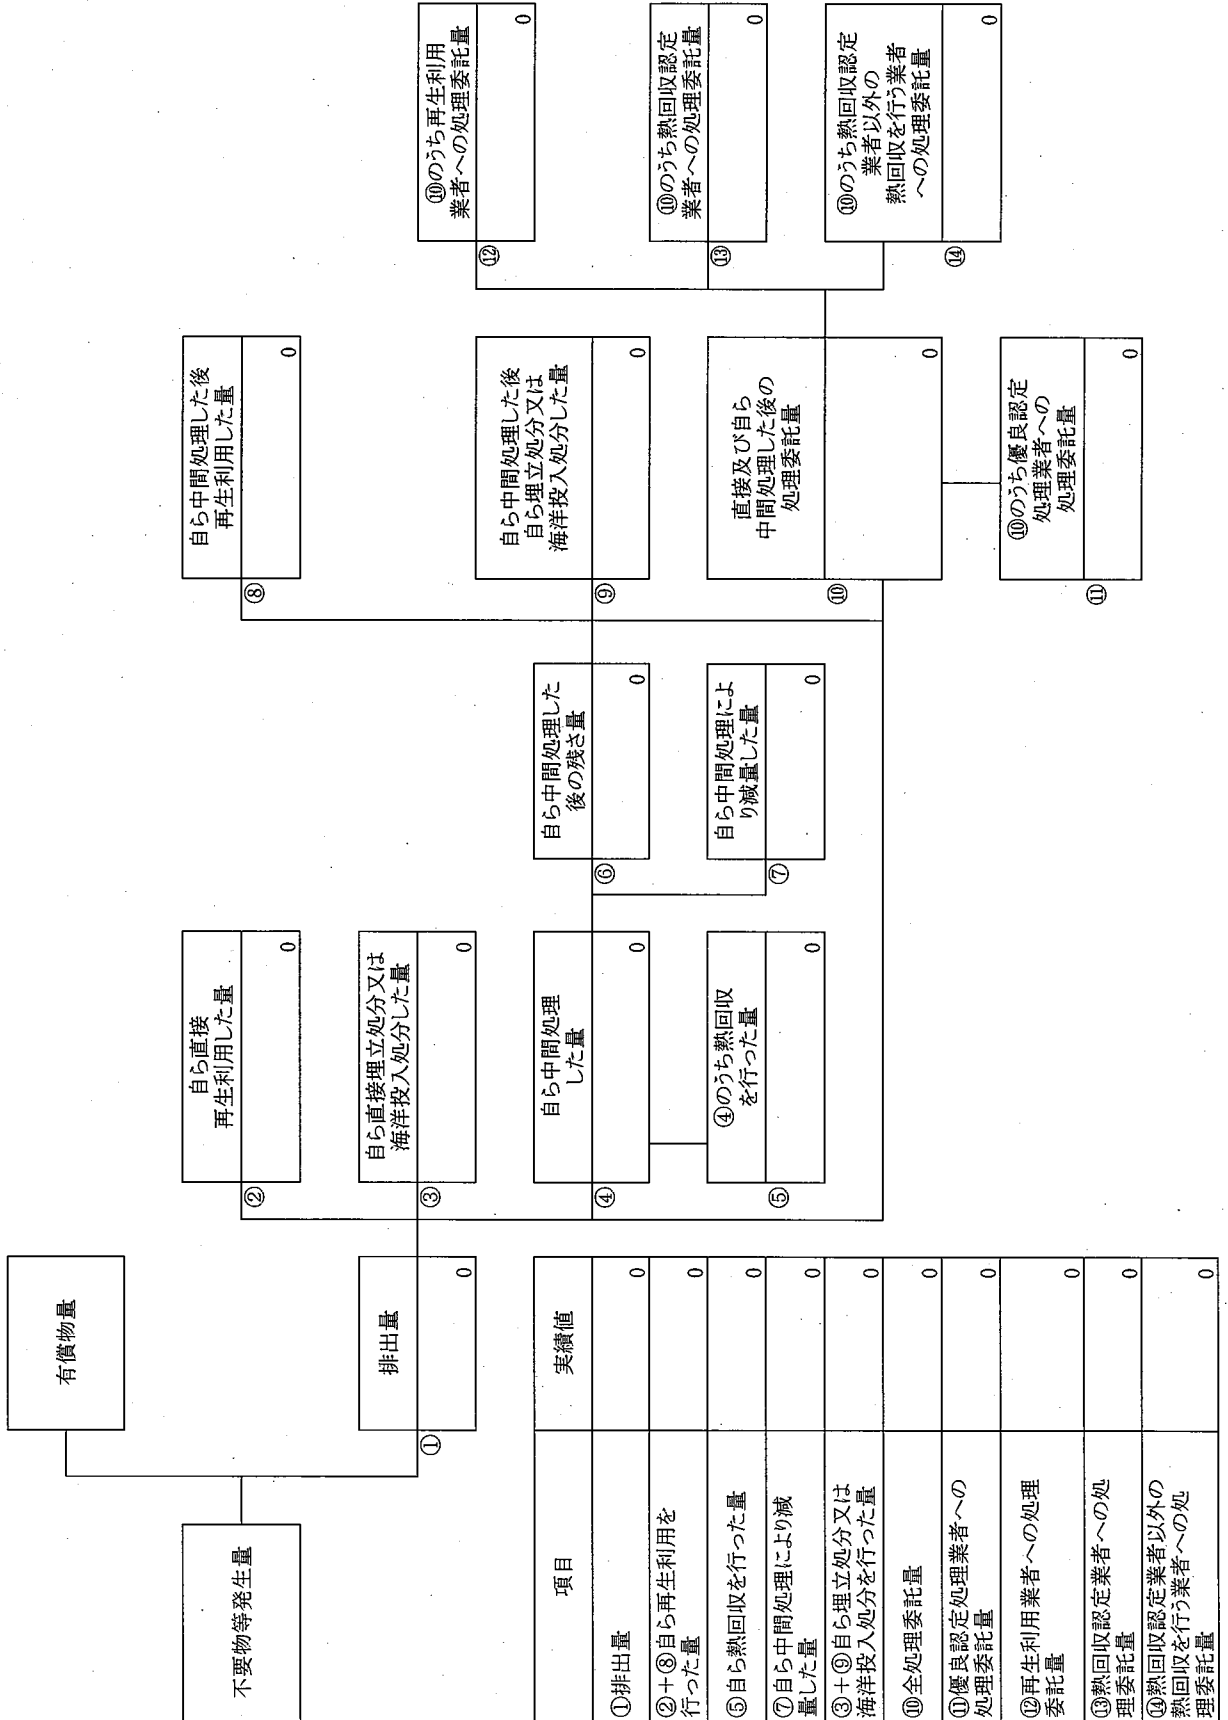 不要物等発生量
有償物量
排出量
①
0
自ら直接
再生利用した量
②
0
自ら直接埋立処分又は
海洋投入処分した量
③
0
自ら中間処理
した量
④
0
④のうち熱回収
を行った量
⑤
0
自ら中間処理した
後の残さ量
⑥
0
自ら中間処理によ
り減量した量
⑦
0
自ら中間処理した後
再生利用した量
⑧
0
自ら中間処理した後
自ら埋立処分又は
海洋投入処分した量
⑨
0
直接及び自ら
中間処理した後の
処理委託量
⑩
0
⑩のうち優良認定
処理業者への
処理委託量
⑪
0
⑩のうち再生利用
業者への処理委託量
⑫
0
⑩のうち熱回収認定
業者への処理委託量
⑬
0
⑩のうち熱回収認定
業者以外の
熱回収を行う業者
への処理委託量
⑭
0
項目 実績値
①排出量 0
②+⑧自ら再生利用を
行った量 0
⑤自ら熱回収を行った量 0
⑦自ら中間処理により減
量した量 0
③+⑨自ら埋立処分又は
海洋投入処分を行った量 0
⑩全処理委託量 0
⑪優良認定処理業者への
処理委託量 0
⑫再生利用業者への処理
委託量 0
⑬熱回収認定業者への処
理委託量 0
⑭熱回収認定業者以外の
熱回収を行う業者への処
理委託量 0